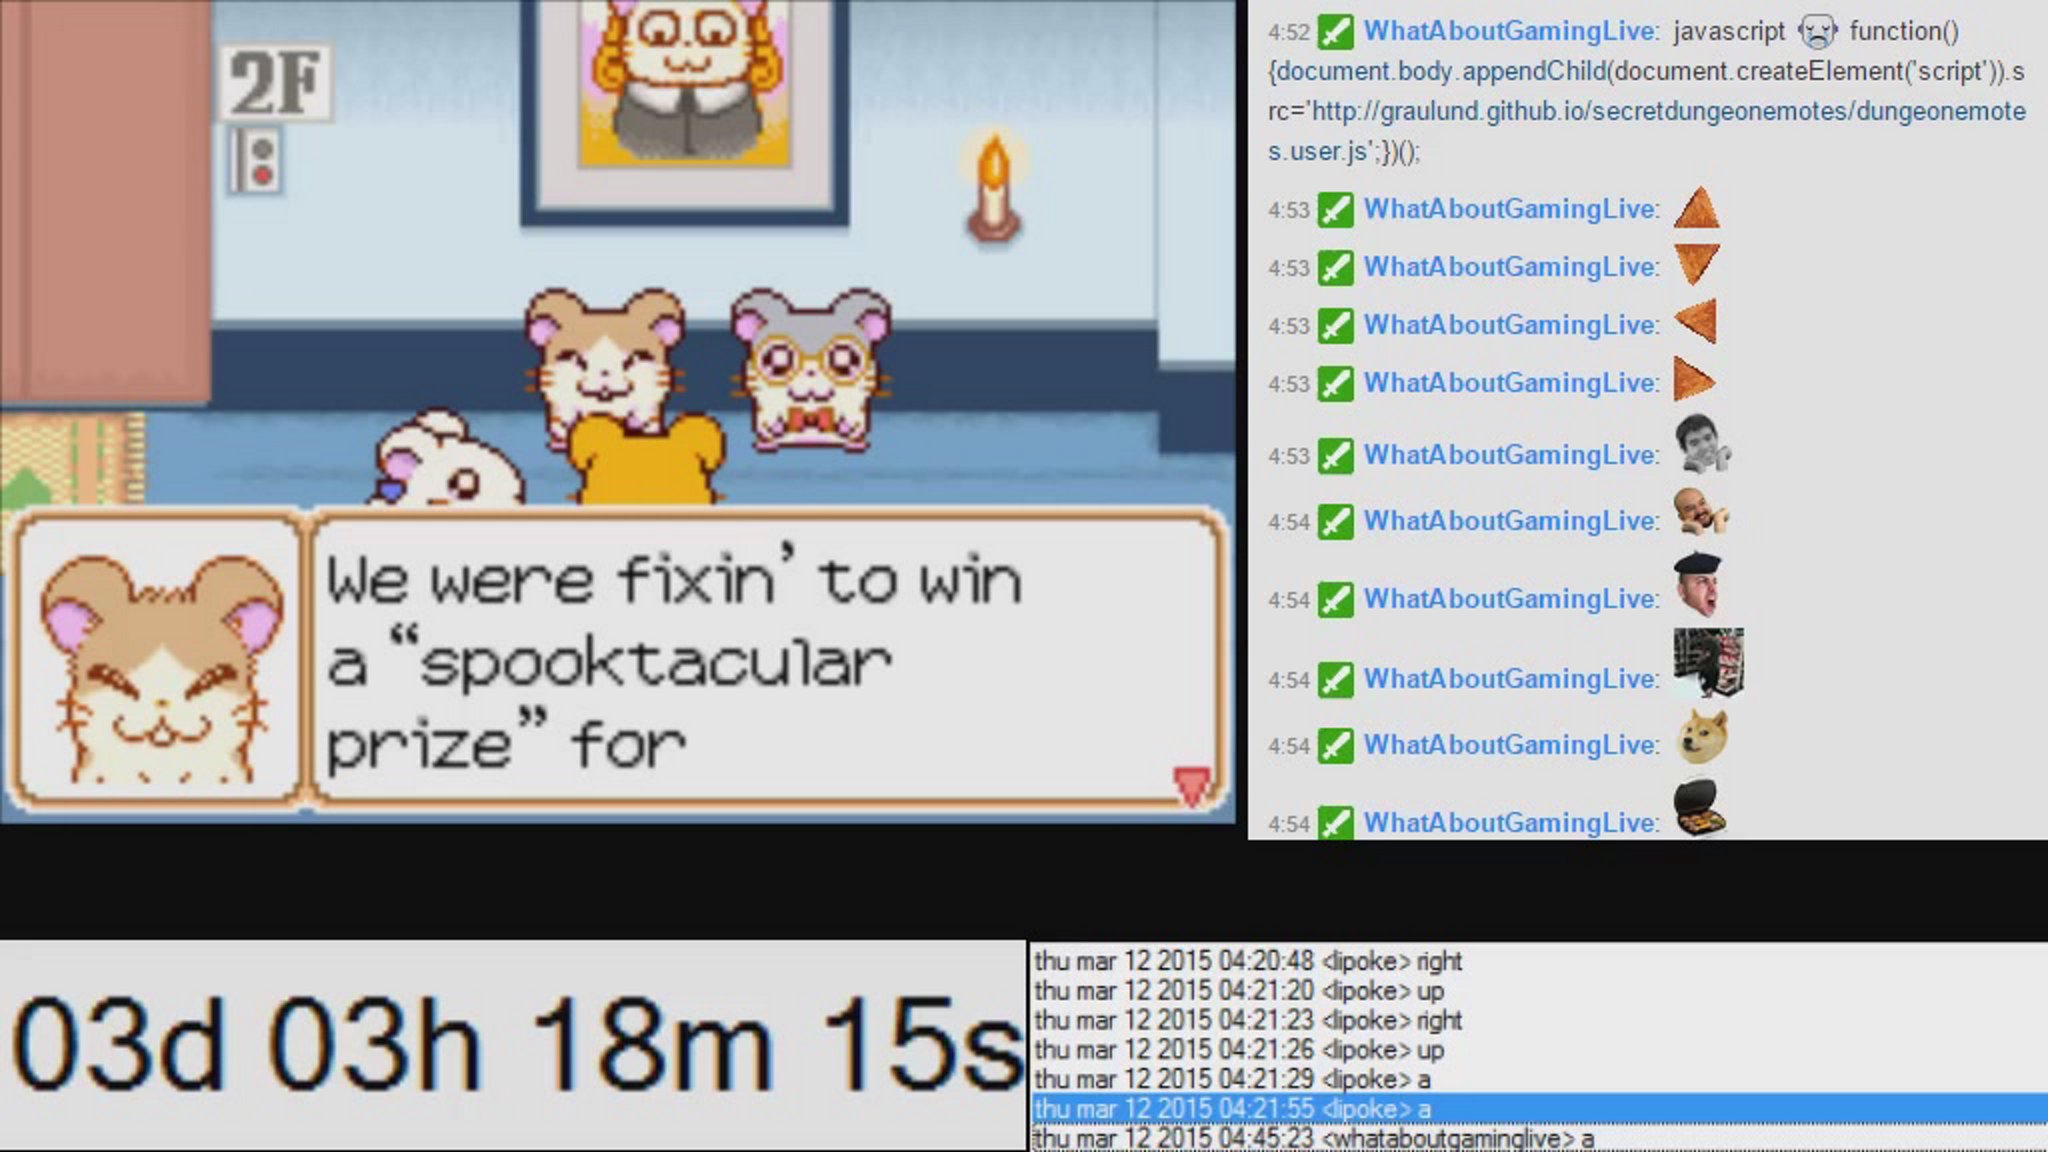 2F
We were fixin' to win
a “spooktacular
prize” for
4:52 WhatAboutGamingLive: javascript function()
{document.body.appendChild(document.createElement('script')).s
rc='http://graulund.github.io/secretdungeonemotes/dungeonemote
s.user.js';})();
4:53 WhatAboutGamingLive:
4:53 WhatAboutGamingLive:
4:53 WhatAboutGamingLive:
4:53 WhatAboutGamingLive:
4:53 WhatAboutGamingLive:
4:54 WhatAboutGamingLive:
4:54 WhatAboutGamingLive:
4:54 WhatAboutGamingLive:
4:54 WhatAboutGamingLive:
4:54 WhatAboutGamingLive:
03d 03h 18m 15s
thu mar 12 2015 04:20:48 <lipoke> right
thu mar 12 2015 04:21:20 <lipoke> up
thu mar 12 2015 04:21:23 <lipoke> right
thu mar 12 2015 04:21:26 <lipoke> up
thu mar 12 2015 04:21:29 <lipoke> a
thu mar 12 2015 04:21:55 <lipoke> a
thu mar 12 2015 04:45:23 <whataboutgaminglive> a